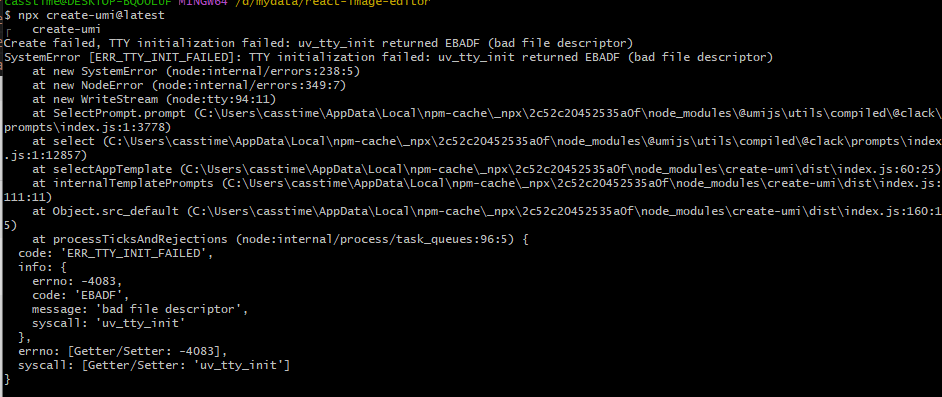 casstime@DESKTOP-BQOOLUF MINGW64 /d/mydata/react-image-editor
$ npx create-umi@latest
┌   create-umi
Create failed, TTY initialization failed: uv_tty_init returned EBADF (bad file descriptor)
SystemError [ERR_TTY_INIT_FAILED]: TTY initialization failed: uv_tty_init returned EBADF (bad file descriptor)
    at new SystemError (node:internal/errors:238:5)
    at new NodeError (node:internal/errors:349:7)
    at new WriteStream (node:tty:94:11)
    at SelectPrompt.prompt (C:\Users\casstime\AppData\Local\npm-cache\_npx\2c52c20452535a0f\node_modules\@umijs\utils\compiled\@clack\
prompts\index.js:1:3778)
    at select (C:\Users\casstime\AppData\Local\npm-cache\_npx\2c52c20452535a0f\node_modules\@umijs\utils\compiled\@clack\prompts\index
.js:1:12857)
    at selectAppTemplate (C:\Users\casstime\AppData\Local\npm-cache\_npx\2c52c20452535a0f\node_modules\create-umi\dist\index.js:60:25)
    at internalTemplatePrompts (C:\Users\casstime\AppData\Local\npm-cache\_npx\2c52c20452535a0f\node_modules\create-umi\dist\index.js:
111:11)
    at Object.src_default (C:\Users\casstime\AppData\Local\npm-cache\_npx\2c52c20452535a0f\node_modules\create-umi\dist\index.js:160:1
5)
    at processTicksAndRejections (node:internal/process/task_queues:96:5) {
  code: 'ERR_TTY_INIT_FAILED',
  info: {
    errno: -4083,
    code: 'EBADF',
    message: 'bad file descriptor',
    syscall: 'uv_tty_init'
  },
  errno: [Getter/Setter: -4083],
  syscall: [Getter/Setter: 'uv_tty_init']
}